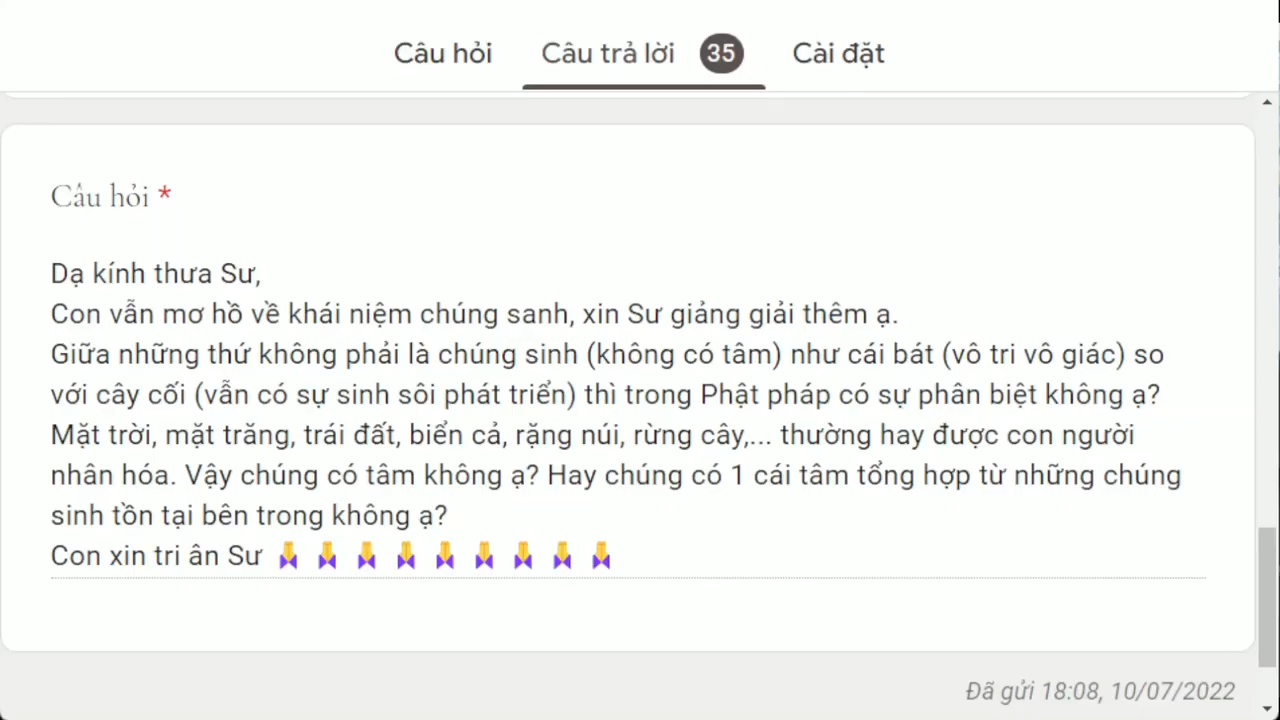 Câu hỏi Câu trả lời 35 Cài đặt
Câu hỏi *
Dạ kính thưa Sư,
Con vẫn mơ hồ về khái niệm chúng sanh, xin Sư giảng giải thêm ạ.
Giữa những thứ không phải là chúng sinh (không có tâm) như cái bát (vô tri vô giác) so
với cây cối (vẫn có sự sinh sôi phát triển) thì trong Phật pháp có sự phân biệt không ạ?
Mặt trời, mặt trăng, trái đất, biển cả, rặng núi, rừng cây,... thường hay được con người
nhân hóa. Vậy chúng có tâm không ạ? Hay chúng có 1 cái tâm tổng hợp từ những chúng
sinh tồn tại bên trong không ạ?
Con xin tri ân Sư 🙏 🙏 🙏 🙏 🙏 🙏 🙏 🙏 🙏
Đã gửi 18:08, 10/07/2022